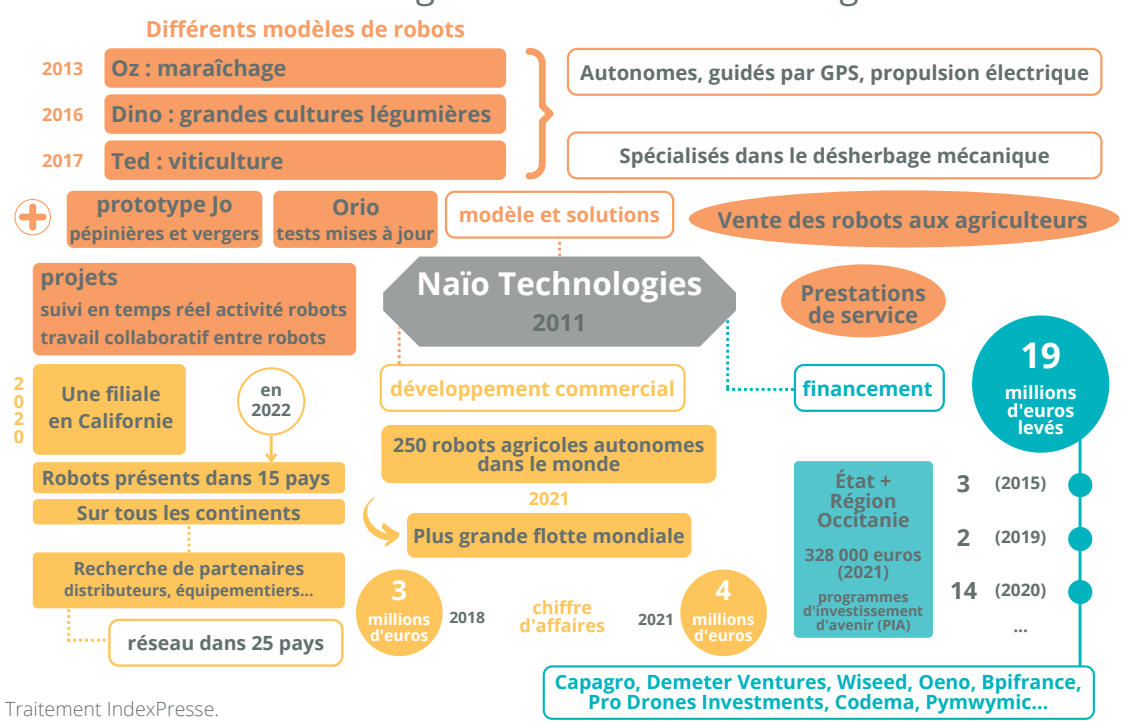 Différents modèles de robots
2013
Oz : maraîchage
2016
Dino : grandes cultures légumières
2017
Ted : viticulture
Autonomes, guidés par GPS, propulsion électrique
Spécialisés dans le désherbage mécanique
prototype Jo
pépinières et vergers
Orio
tests mises à jour
modèle et solutions
Vente des robots aux agriculteurs
projets
suivi en temps réel activité robots
travail collaboratif entre robots
Naïo Technologies
2011
Prestations
de service
2020
Une filiale
en Californie
en
2022
Robots présents dans 15 pays
Sur tous les continents
Recherche de partenaires
distributeurs, équipementiers...
réseau dans 25 pays
développement commercial
250 robots agricoles autonomes
dans le monde
2021
Plus grande flotte mondiale
3
millions
d'euros
2018
chiffre
d'affaires
2021
4
millions
d'euros
financement
19
millions
d'euros
levés
État +
Région
Occitanie
328 000 euros
(2021)
programmes
d'investissement
d'avenir (PIA)
3 (2015)
2 (2019)
14 (2020)
...
Capagro, Demeter Ventures, Wiseed, Oeno, Bpifrance,
Pro Drones Investments, Codema, Pymwymic...
Traitement IndexPresse.